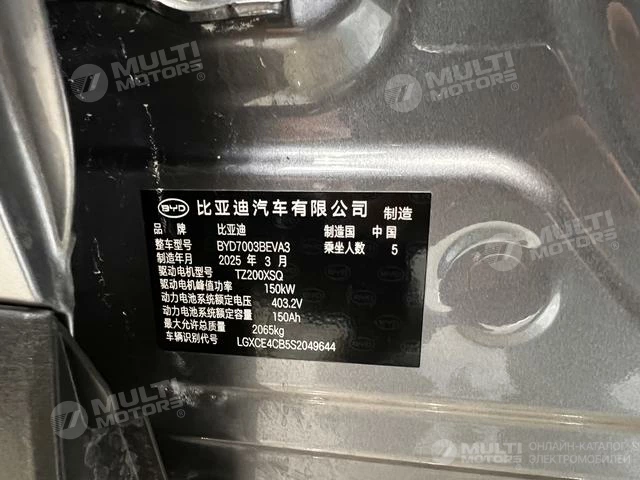 MULTI
MOTORS
MULTI
MOTORS
BYD 比亚迪汽车有限公司 制造
品 牌 比亚迪 制造国 中国
整车型号 BYD7003BEVA3 乘坐人数 5
制造年月 2025 年 3 月
驱动电机型号 TZ200XSQ
驱动电机峰值功率 150kW
动力电池系统额定电压 403.2V
动力电池系统额定容量 150Ah
最大允许总质量 2065kg
车辆识别代号 LGXCE4CB5S2049644
MULTI
MOTORS
MULTI
MOTORS
MULTI
MOTORS
ОНЛАЙН-КАТАЛОГ
ЭЛЕКТРОМОБИЛЕЙ